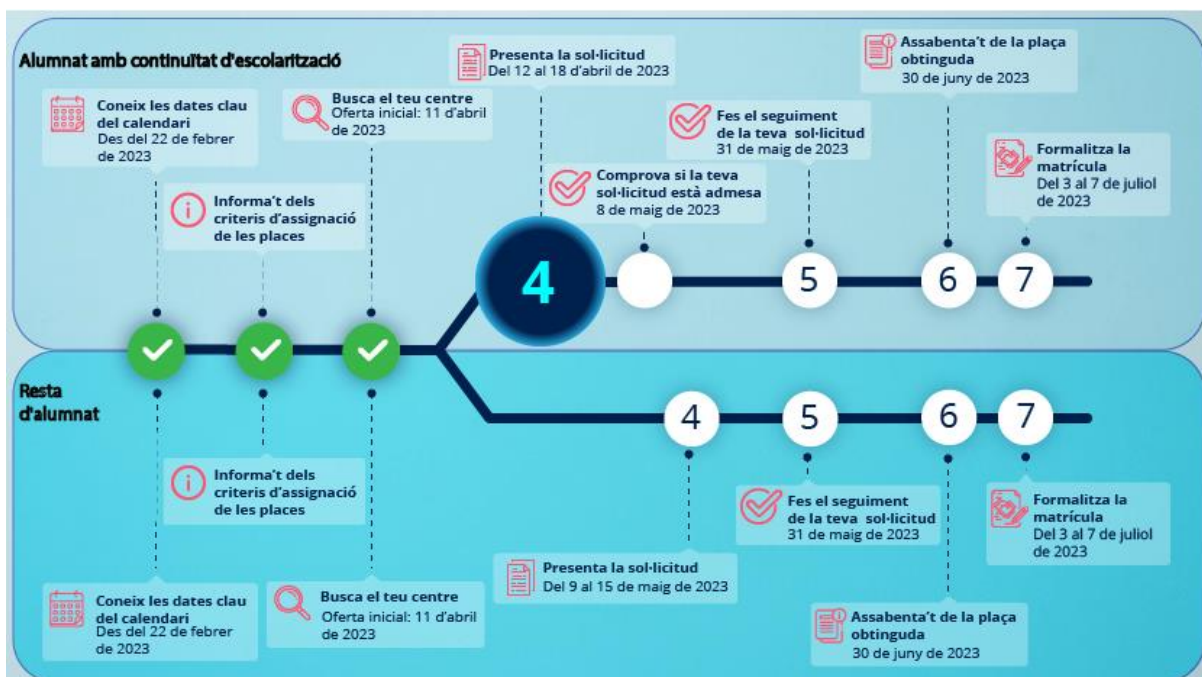 Alumnat amb continuïtat d'escolarització
Coneix les dates clau
del calendari
Des del 22 de febrer
de 2023
Informa't dels
criteris d'assignació
de les places
Busca el teu centre
Oferta inicial: 11 d'abril
de 2023
Presenta la sol·licitud
Del 12 al 18 d'abril de 2023
Comprova si la teva
sol·licitud està admesa
8 de maig de 2023
Fes el seguiment
de la teva sol·licitud
31 de maig de 2023
Assabenta't de la plaça
obtinguda
30 de juny de 2023
Formalitza la
matrícula
Del 3 al 7 de juliol
de 2023
4
5
6
7
Resta
d'alumnat
4
5
6
7
Coneix les dates clau
del calendari
Des del 22 de febrer
de 2023
Informa't dels
criteris d'assignació
de les places
Busca el teu centre
Oferta inicial: 11 d'abril
de 2023
Presenta la sol·licitud
Del 9 al 15 de maig de 2023
Fes el seguiment
de la teva sol·licitud
31 de maig de 2023
Assabenta't de la plaça
obtinguda
30 de juny de 2023
Formalitza la
matrícula
Del 3 al 7 de juliol
de 2023